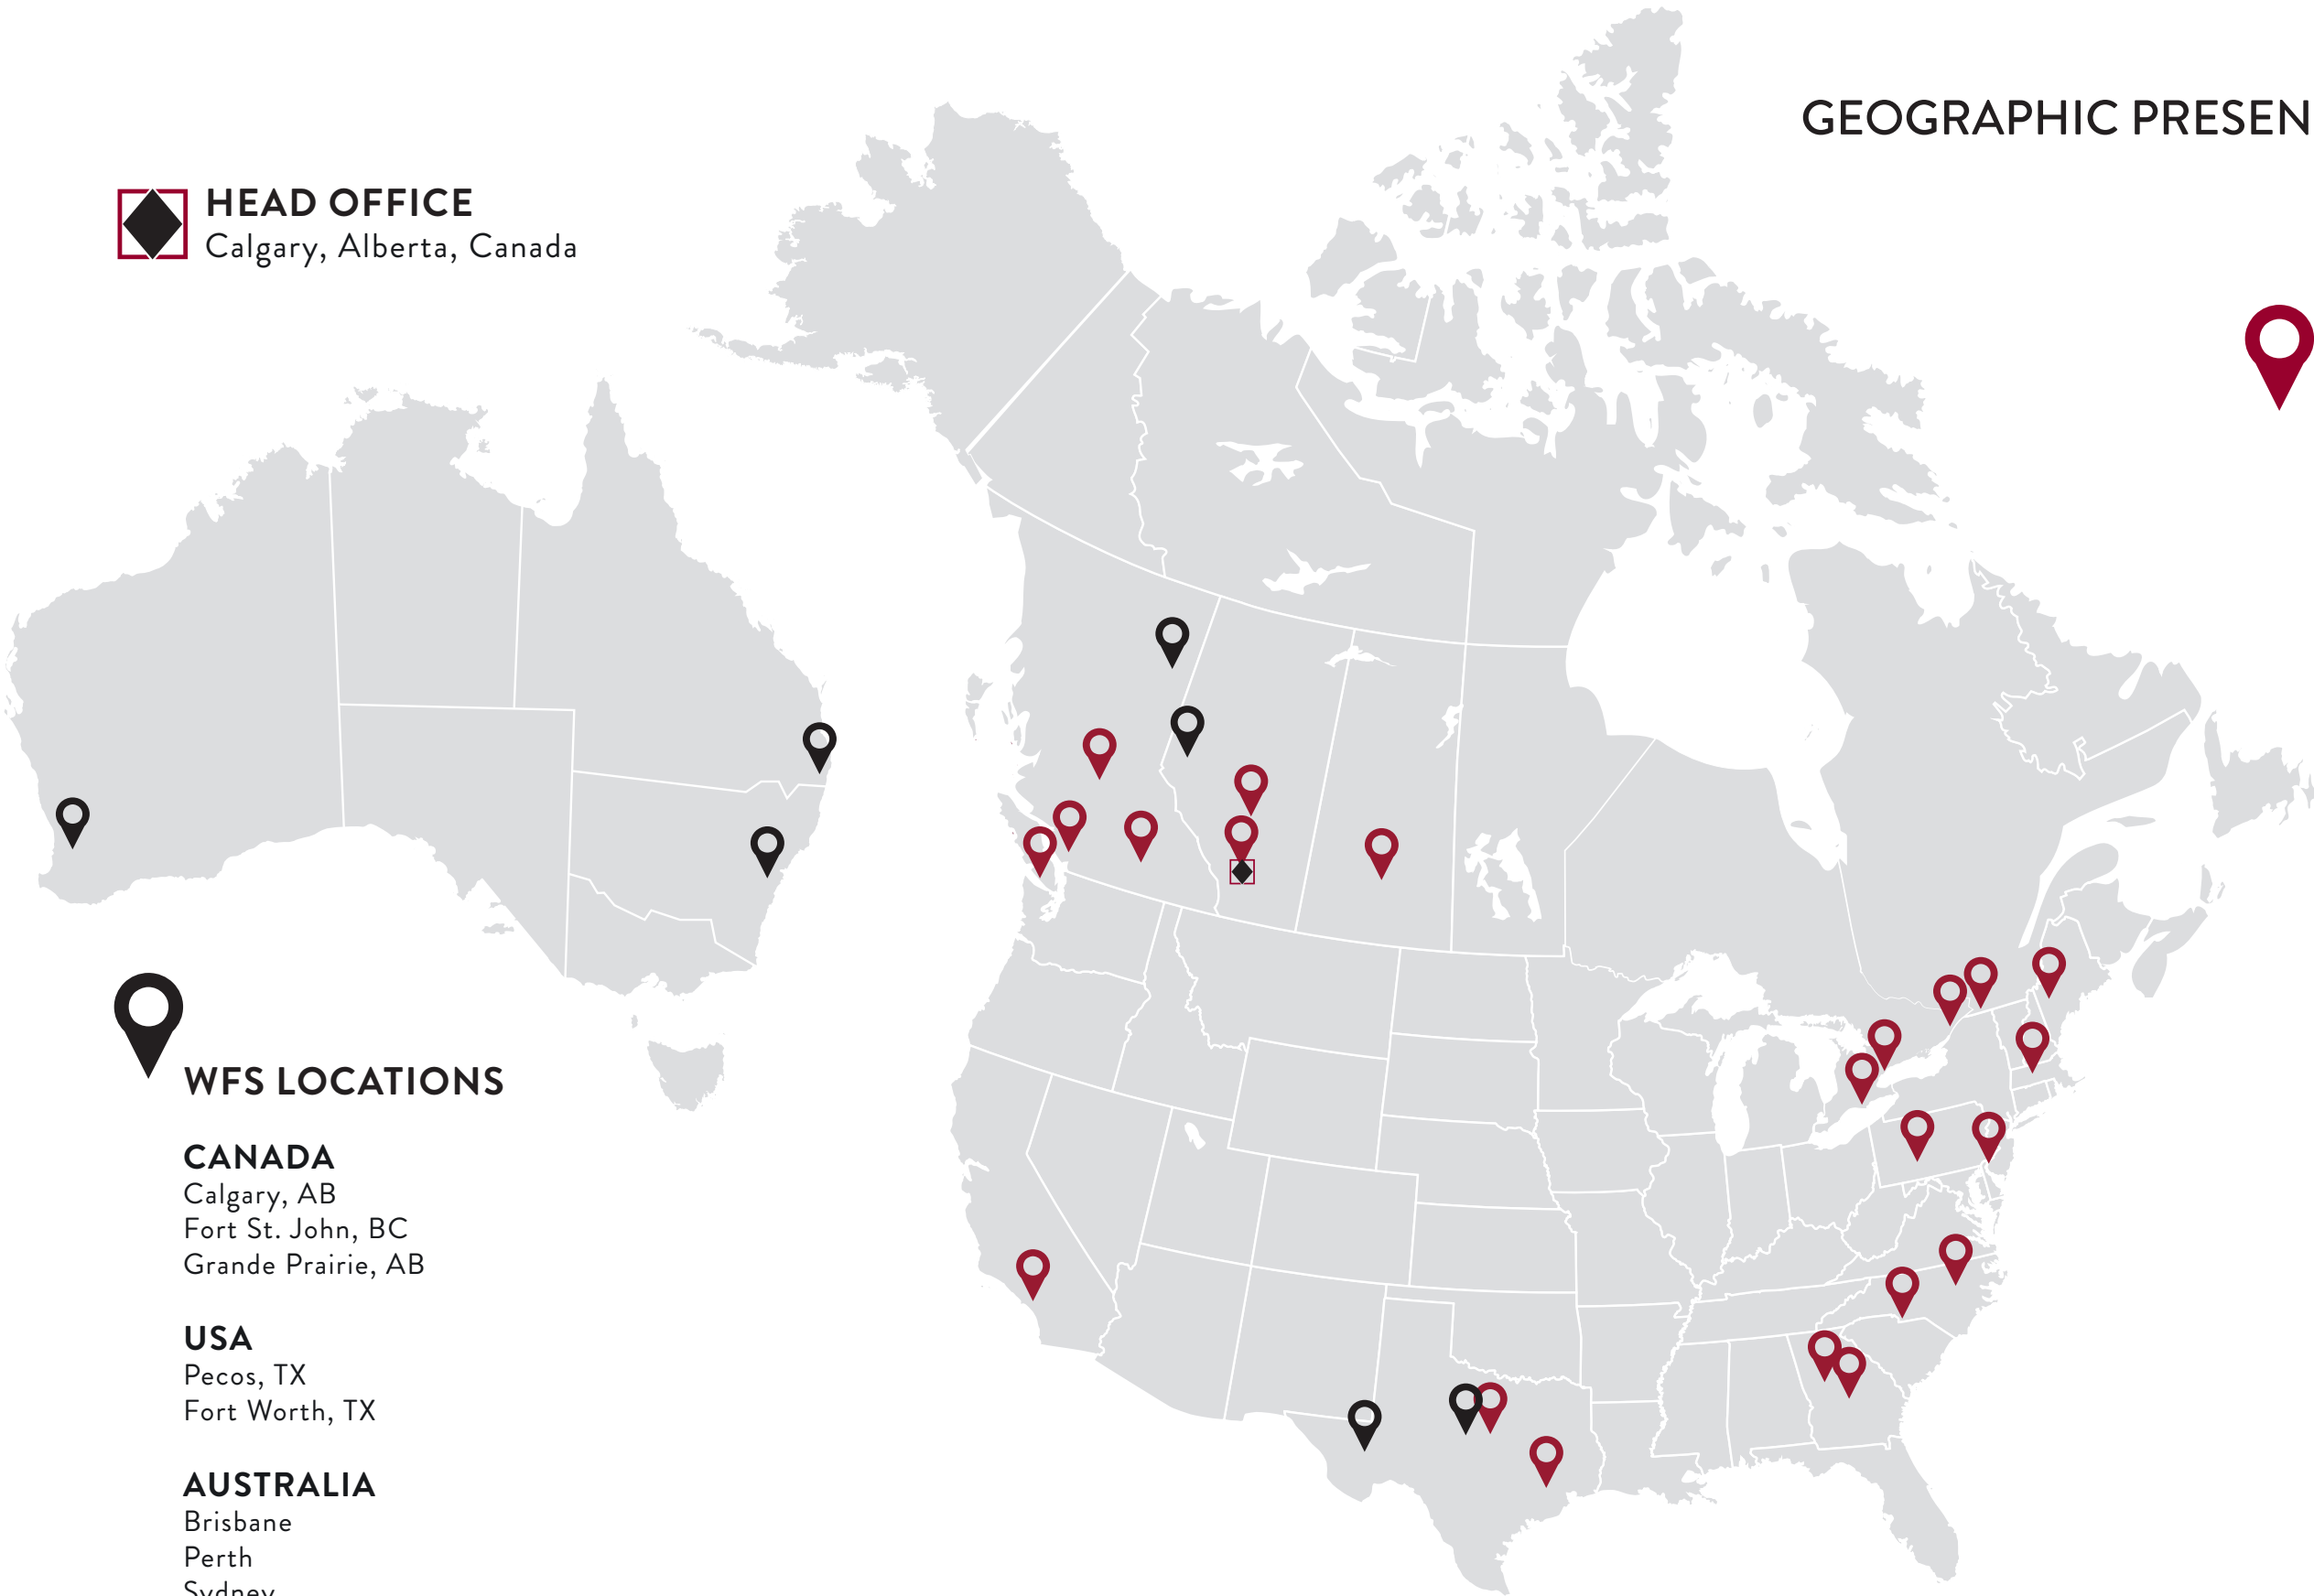 GEOGRAPHIC PRESEN
HEAD OFFICE
Calgary, Alberta, Canada
WFS LOCATIONS
CANADA
Calgary, AB
Fort St. John, BC
Grande Prairie, AB
USA
Pecos, TX
Fort Worth, TX
AUSTRALIA
Brisbane
Perth
Sydney